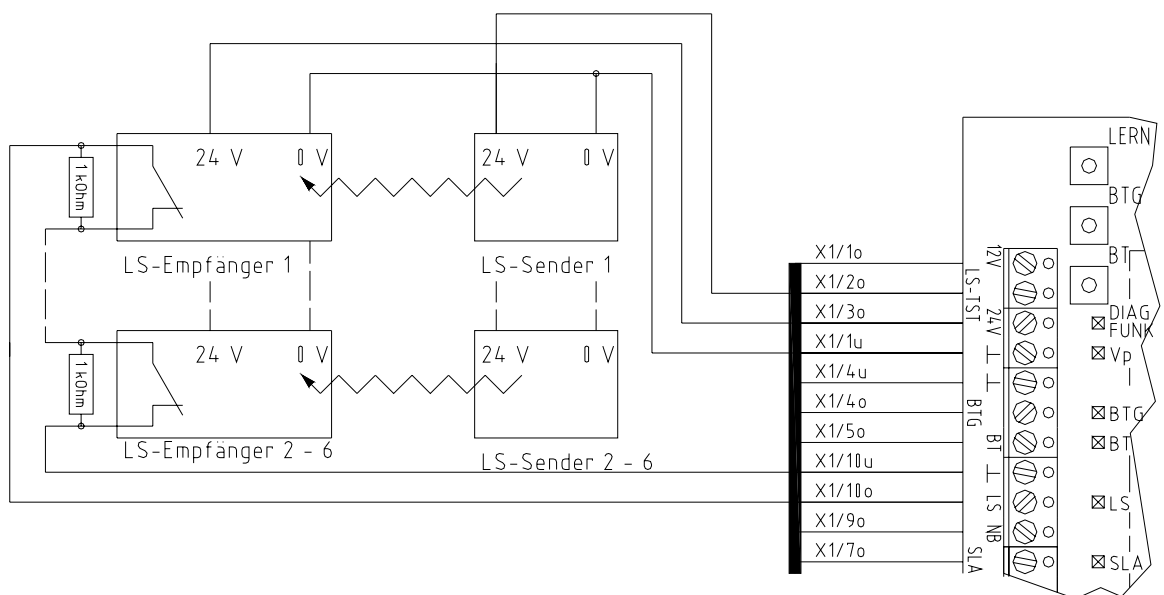 24 V
0 V
1 kOhm
LS-Empfänger 1
24 V
0 V
LS-Sender 1
24 V
0 V
1 kOhm
LS-Empfänger 2 - 6
24 V
0 V
LS-Sender 2 - 6
X1/1o
X1/2o
X1/3o
X1/1u
X1/4u
X1/4o
X1/5o
X1/10u
X1/10o
X1/9o
X1/7o
12V
LS-TST
24V
⊥
⊥
BTG
BT
⊥
LS
NB
SLA
LERN
BTG
BT
DIAG
FUNK
Vp
BTG
BT
LS
SLA